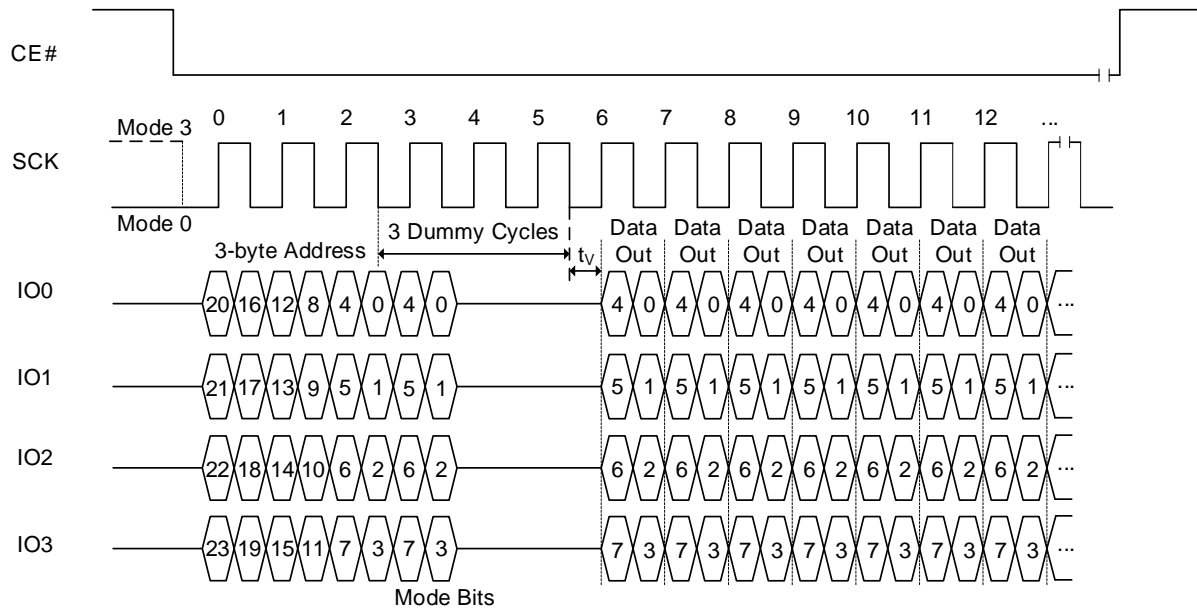 CE#
0 1 2 3 4 5 6 7 8 9 10 11 12 ...
Mode 3
SCK
Mode 0
3 Dummy Cycles
Data Data Data Data Data Data Data
3-byte Address
tV
Out Out Out Out Out Out Out
IO0
20 16 12 8 4 0 4 0 4 0 4 0 4 0 4 0 4 0 4 0 4 0 ...
IO1
21 17 13 9 5 1 5 1 5 1 5 1 5 1 5 1 5 1 5 1 5 1 ...
IO2
22 18 14 10 6 2 6 2 6 2 6 2 6 2 6 2 6 2 6 2 6 2 ...
IO3
23 19 15 11 7 3 7 3 7 3 7 3 7 3 7 3 7 3 7 3 7 3 ...
Mode Bits